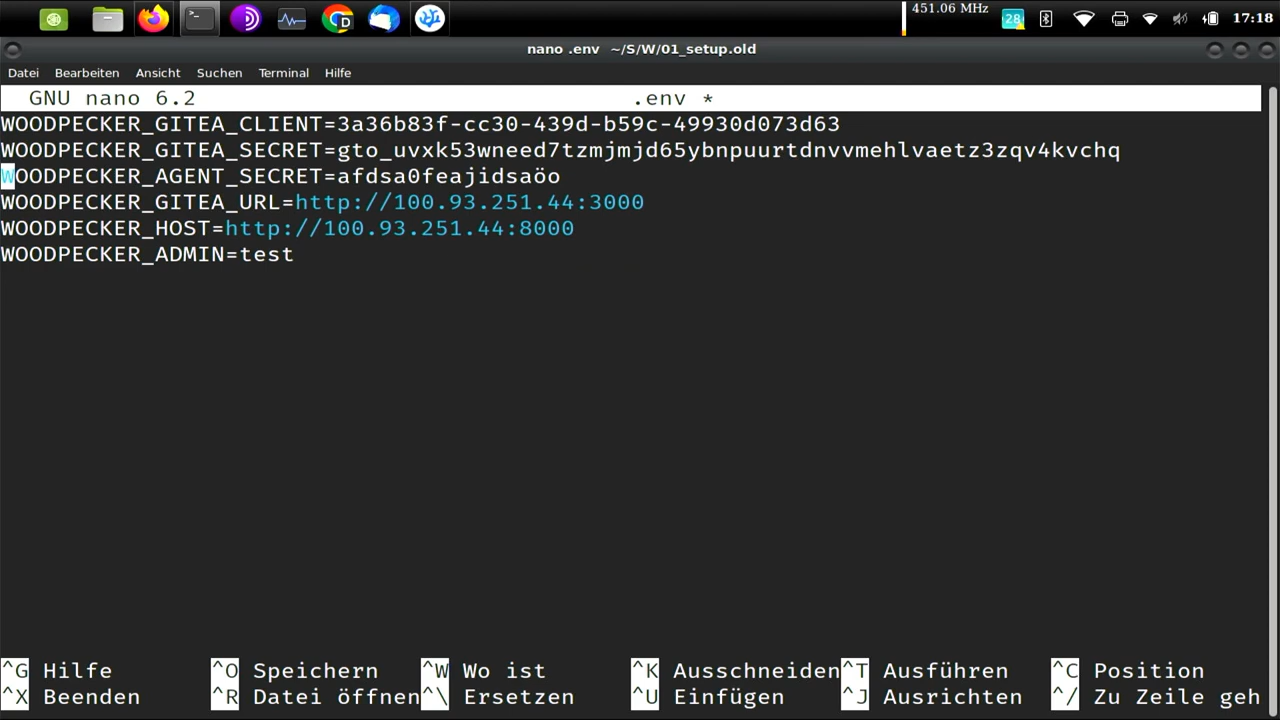 451.06 MHz
28
17:18
nano .env ~/S/W/01_setup.old
Datei Bearbeiten Ansicht Suchen Terminal Hilfe
GNU nano 6.2 .env *
WOODPECKER_GITEA_CLIENT=3a36b83f-cc30-439d-b59c-49930d073d63
WOODPECKER_GITEA_SECRET=gto_uvxk53wneed7tzmjmjd65ybnpuurtdnvvmehlvaetz3zqv4kvchq
WOODPECKER_AGENT_SECRET=afdsa0feajidsaöo
WOODPECKER_GITEA_URL=http://100.93.251.44:3000
WOODPECKER_HOST=http://100.93.251.44:8000
WOODPECKER_ADMIN=test
^G Hilfe ^O Speichern ^W Wo ist ^K Ausschneiden ^T Ausführen ^C Position
^X Beenden ^R Datei öffnen ^\ Ersetzen ^U Einfügen ^J Ausrichten ^/ Zu Zeile geh